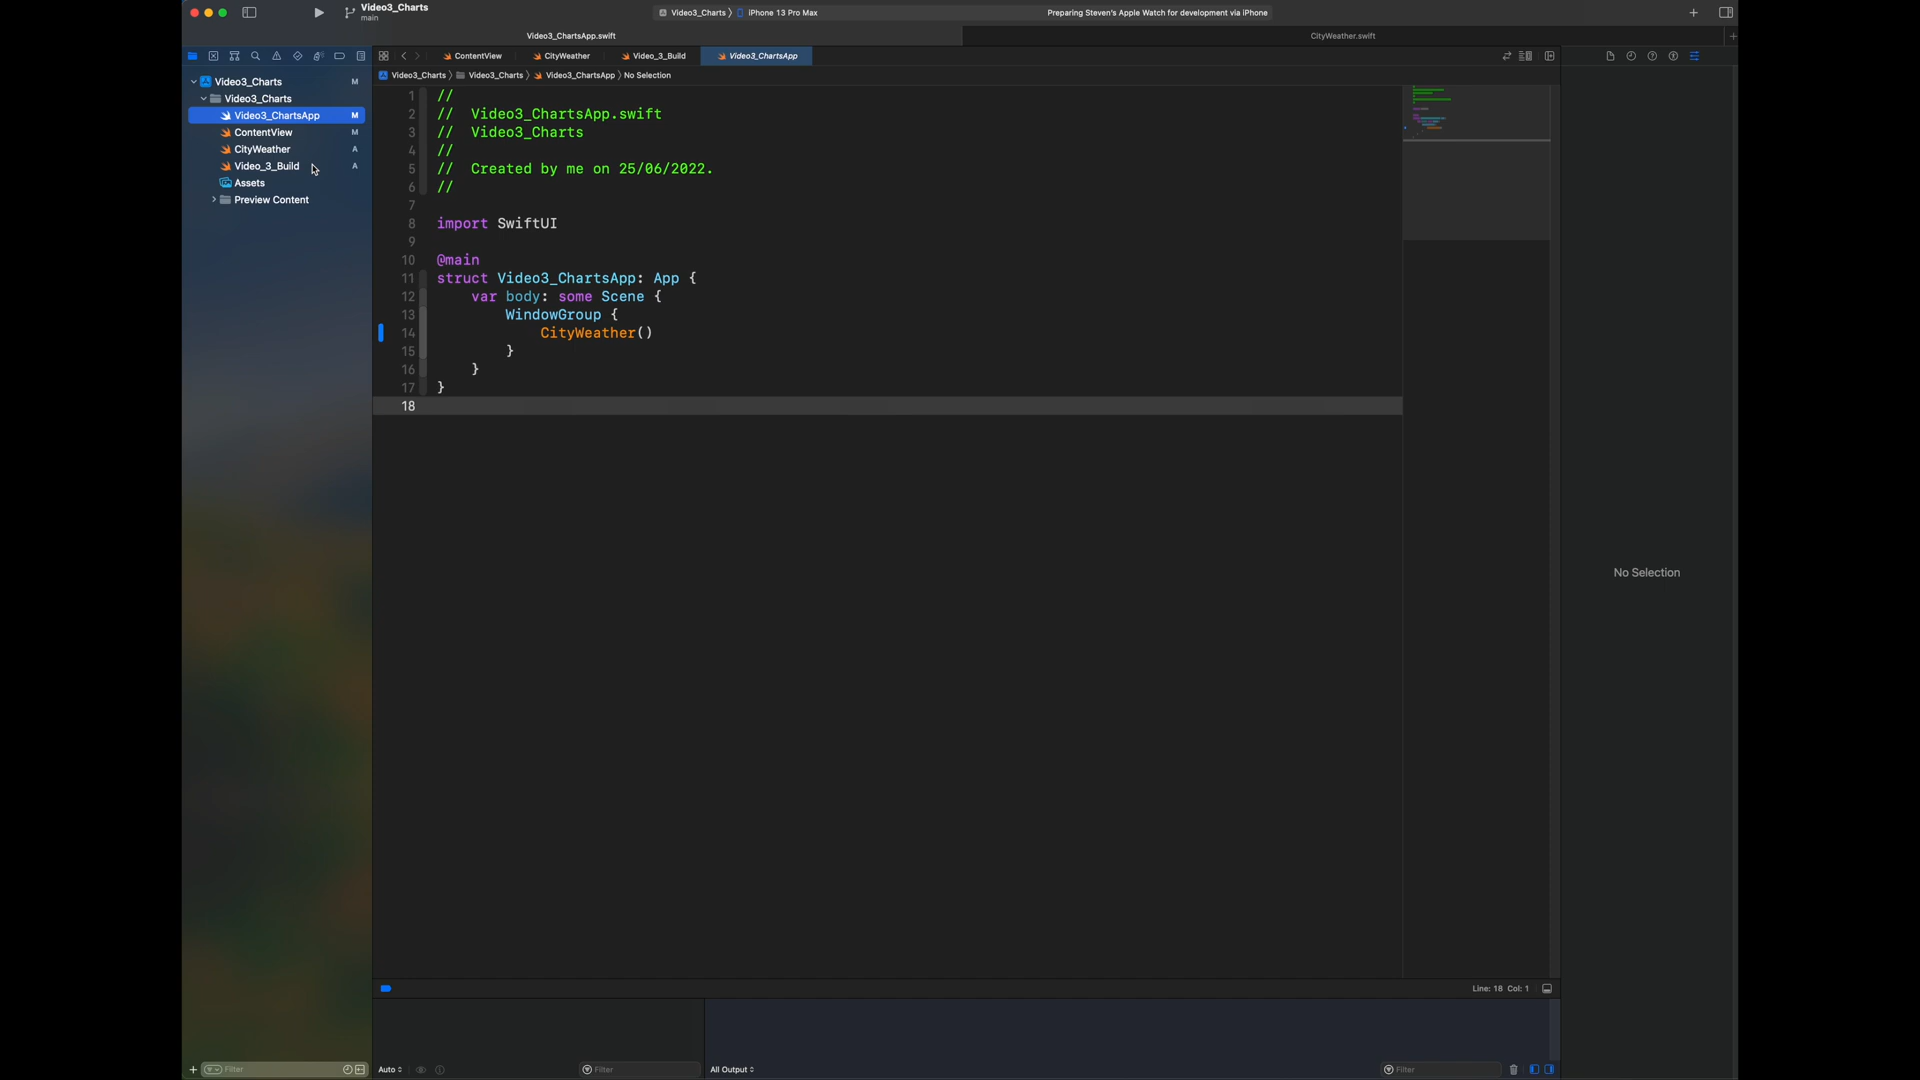 Video3_Charts
main
Video3_Charts
iPhone 13 Pro Max
Preparing Steven's Apple Watch for development via iPhone
Video3_ChartsApp.swift
CityWeather.swift
ContentView
CityWeather
Video_3_Build
Video3_ChartsApp
Video3_Charts
Video3_Charts
Video3_ChartsApp
No Selection
Video3_Charts M
Video3_Charts
Video3_ChartsApp M
ContentView M
CityWeather A
Video_3_Build A
Assets
Preview Content
1 //
2 // Video3_ChartsApp.swift
3 // Video3_Charts
4 //
5 // Created by me on 25/06/2022.
6 //
7
8 import SwiftUI
9
10 @main
11 struct Video3_ChartsApp: App {
12 var body: some Scene {
13 WindowGroup {
14 CityWeather()
15 }
16 }
17 }
18
No Selection
Line: 18 Col: 1
Filter
Auto
Filter
All Output
Filter